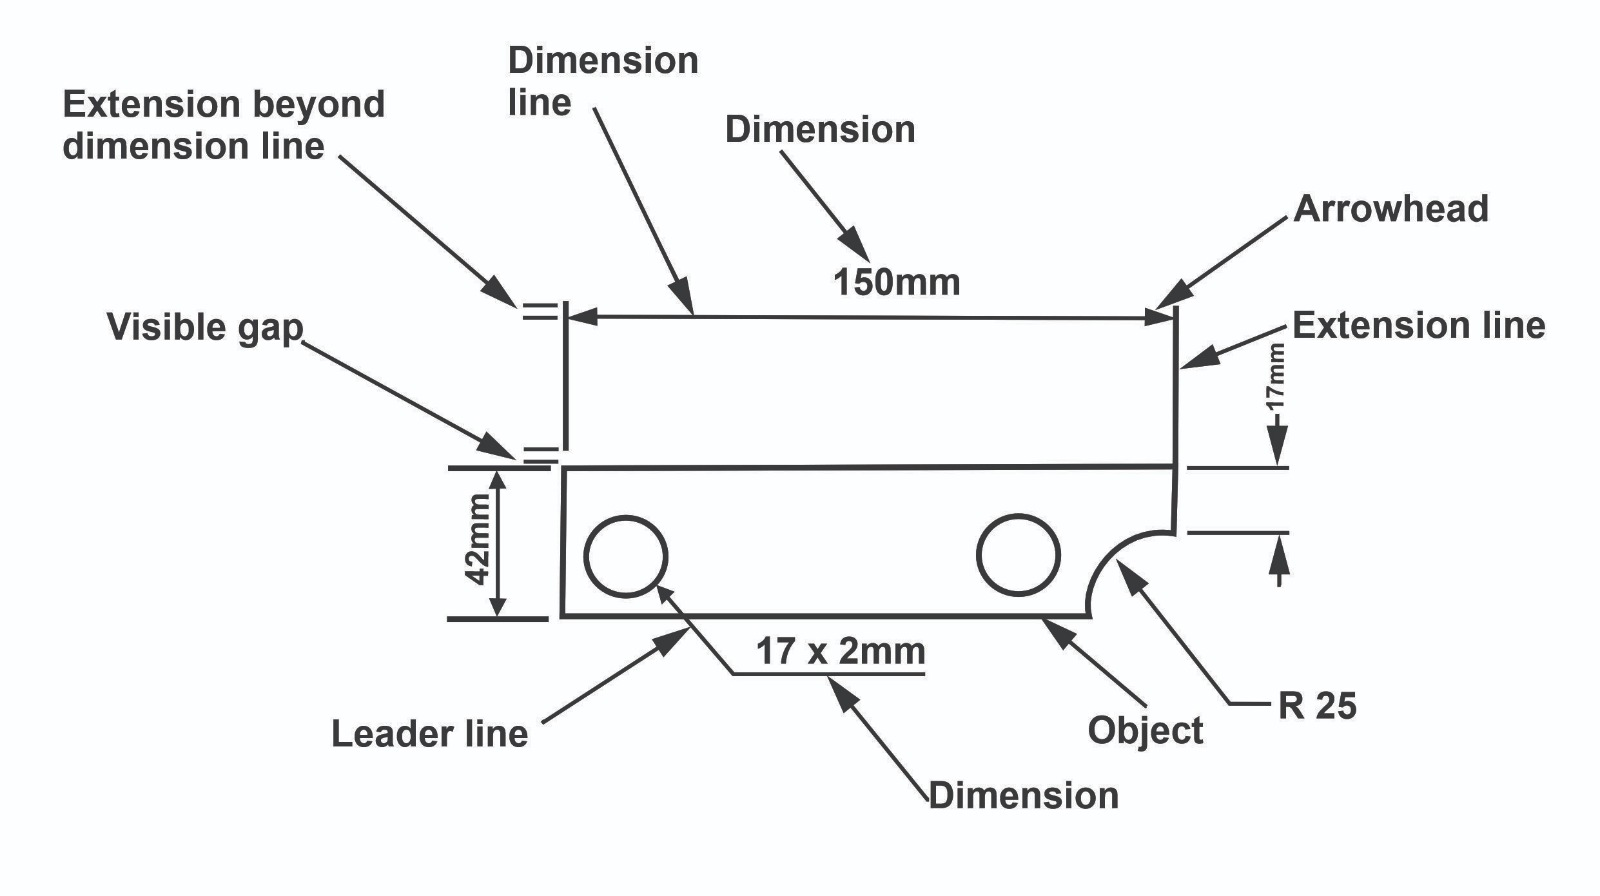 Dimension
line
Extension beyond
dimension line
Dimension
Arrowhead
150mm
Visible gap
Extension line
17mm
42mm
17 x 2mm
R 25
Leader line
Object
Dimension